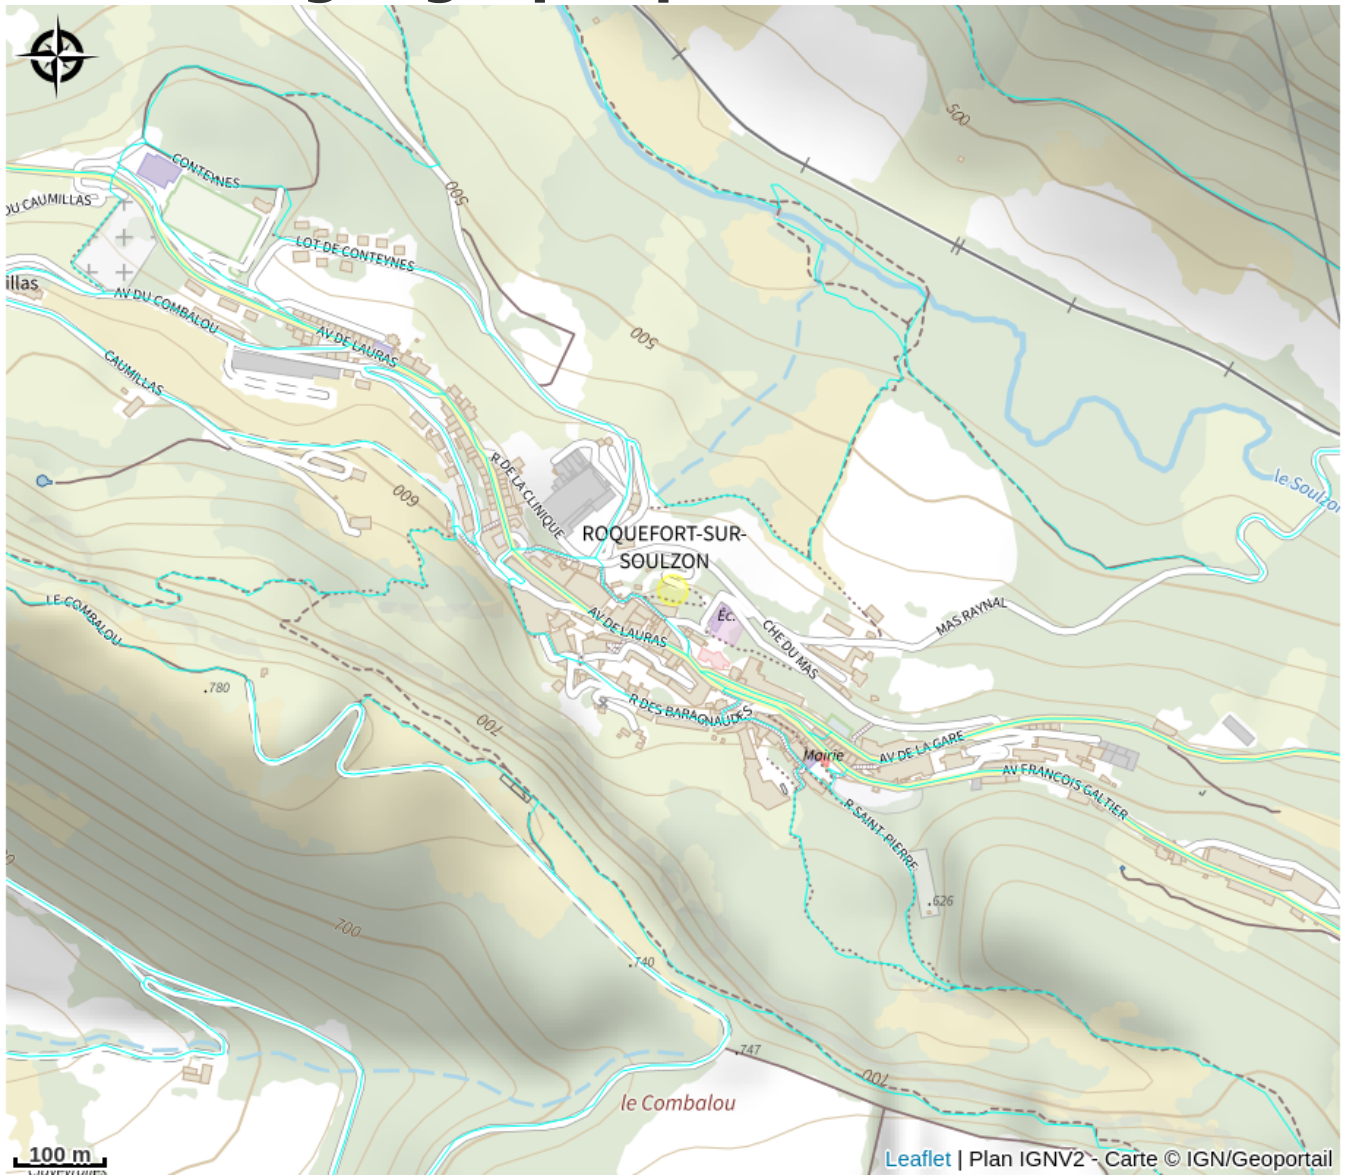 500
CONTEYNES
500
DU CAUMILLAS
LOT DE CONTEYNES
illas
AV DU COMBALOU
AV DE LAURAS
500
CAUMILLAS
R DE LA CLINIQUE
600
le Soulzo
ROQUEFORT-SUR-
SOULZON
LE COMBALOU
AV DE LAURAS
Éc.
MAS RAYNAL
CHE DU MAS
.780
R DES BARAGNAUDES
700
Mairie
AV DE LA GARE
AV FRANCOIS GALTIER
R SAINT-PIERRE
.626
700
.740
.747
700
le Combalou
100 m
Leaflet | Plan IGNV2 - Carte © IGN/Geoportail